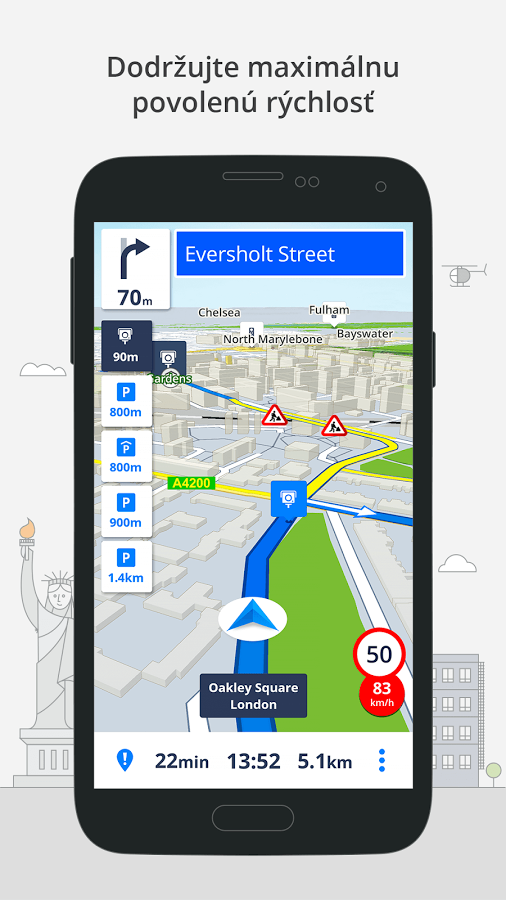 Dodržujte maximálnu
povolenú rýchlosť
Eversholt Street
70m
Chelsea
Fulham
North Marylebone
Bayswater
90m
Gardens
P
800m
P
800m
A4200
P
900m
P
1.4km
50
83
km/h
Oakley Square
London
22min 13:52 5.1km